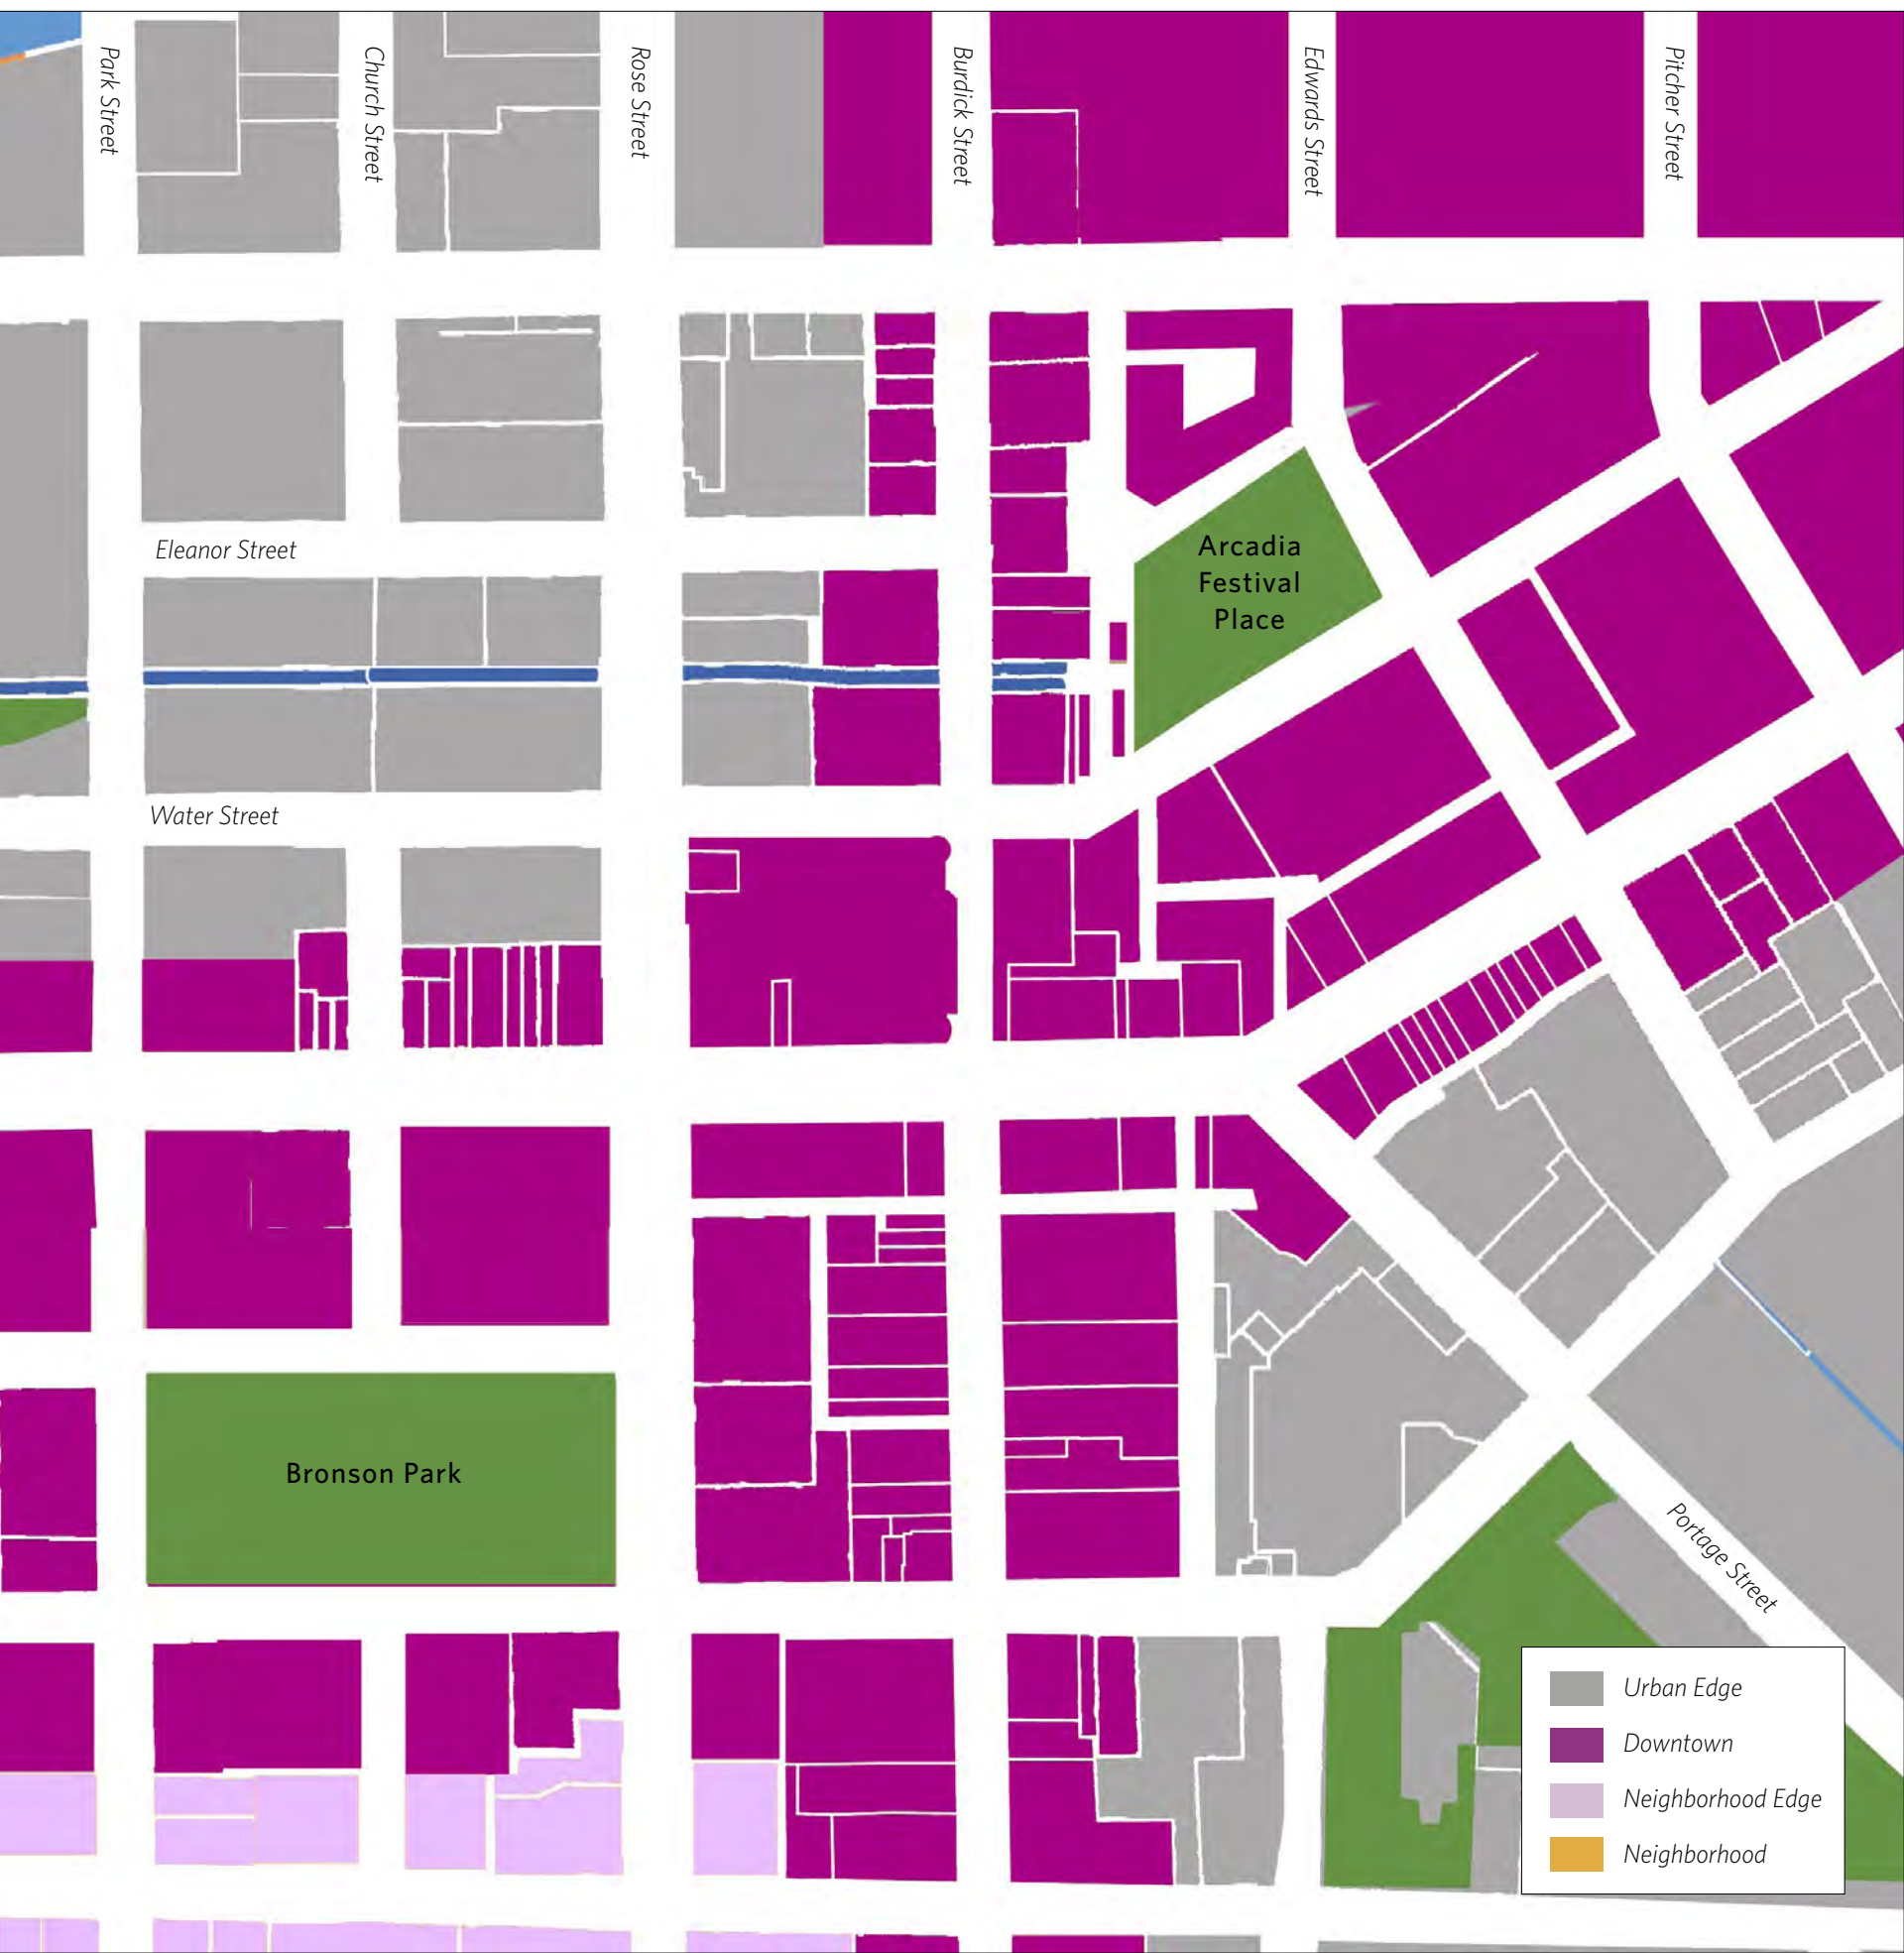 Park Street
Church Street
Rose Street
Burdick Street
Edwards Street
Pitcher Street
Eleanor Street
Arcadia
Festival
Place
Water Street
Bronson Park
Portage Street
Urban Edge
Downtown
Neighborhood Edge
Neighborhood